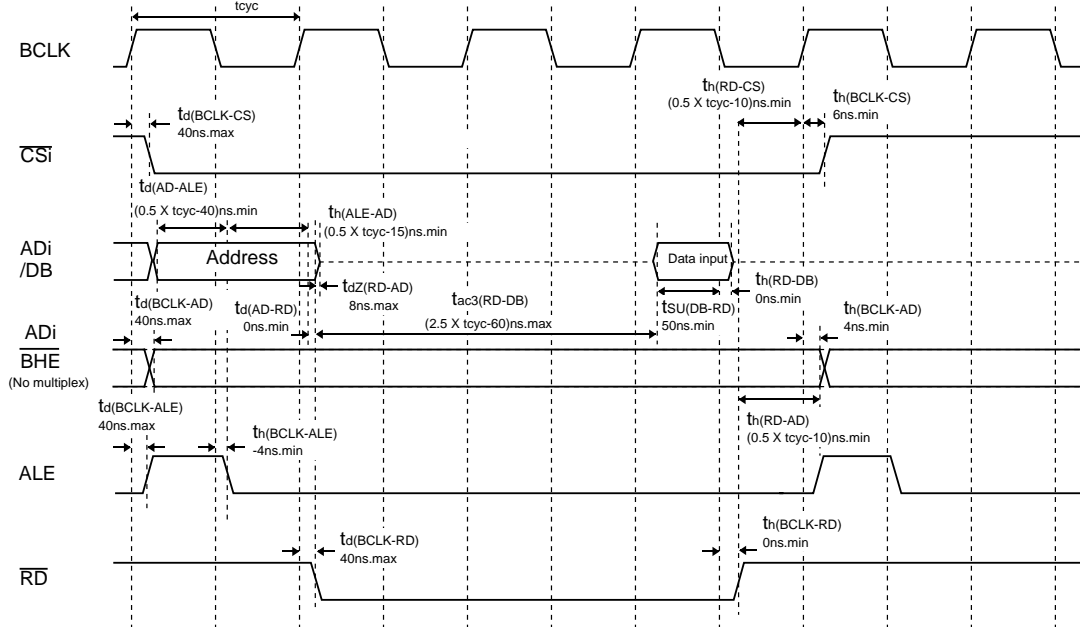 tcyc
BCLK
td(BCLK-CS)
40ns.max
th(RD-CS)
(0.5 X tcyc-10)ns.min
th(BCLK-CS)
6ns.min
CSi
td(AD-ALE)
(0.5 X tcyc-40)ns.min
th(ALE-AD)
(0.5 X tcyc-15)ns.min
ADi
/DB
Address
Data input
td(BCLK-AD)
40ns.max
td(AD-RD)
0ns.min
tdZ(RD-AD)
8ns.max
tac3(RD-DB)
(2.5 X tcyc-60)ns.max
tSU(DB-RD)
50ns.min
th(RD-DB)
0ns.min
th(BCLK-AD)
4ns.min
ADi
BHE
(No multiplex)
td(BCLK-ALE)
40ns.max
th(BCLK-ALE)
-4ns.min
th(RD-AD)
(0.5 X tcyc-10)ns.min
ALE
td(BCLK-RD)
40ns.max
th(BCLK-RD)
0ns.min
RD